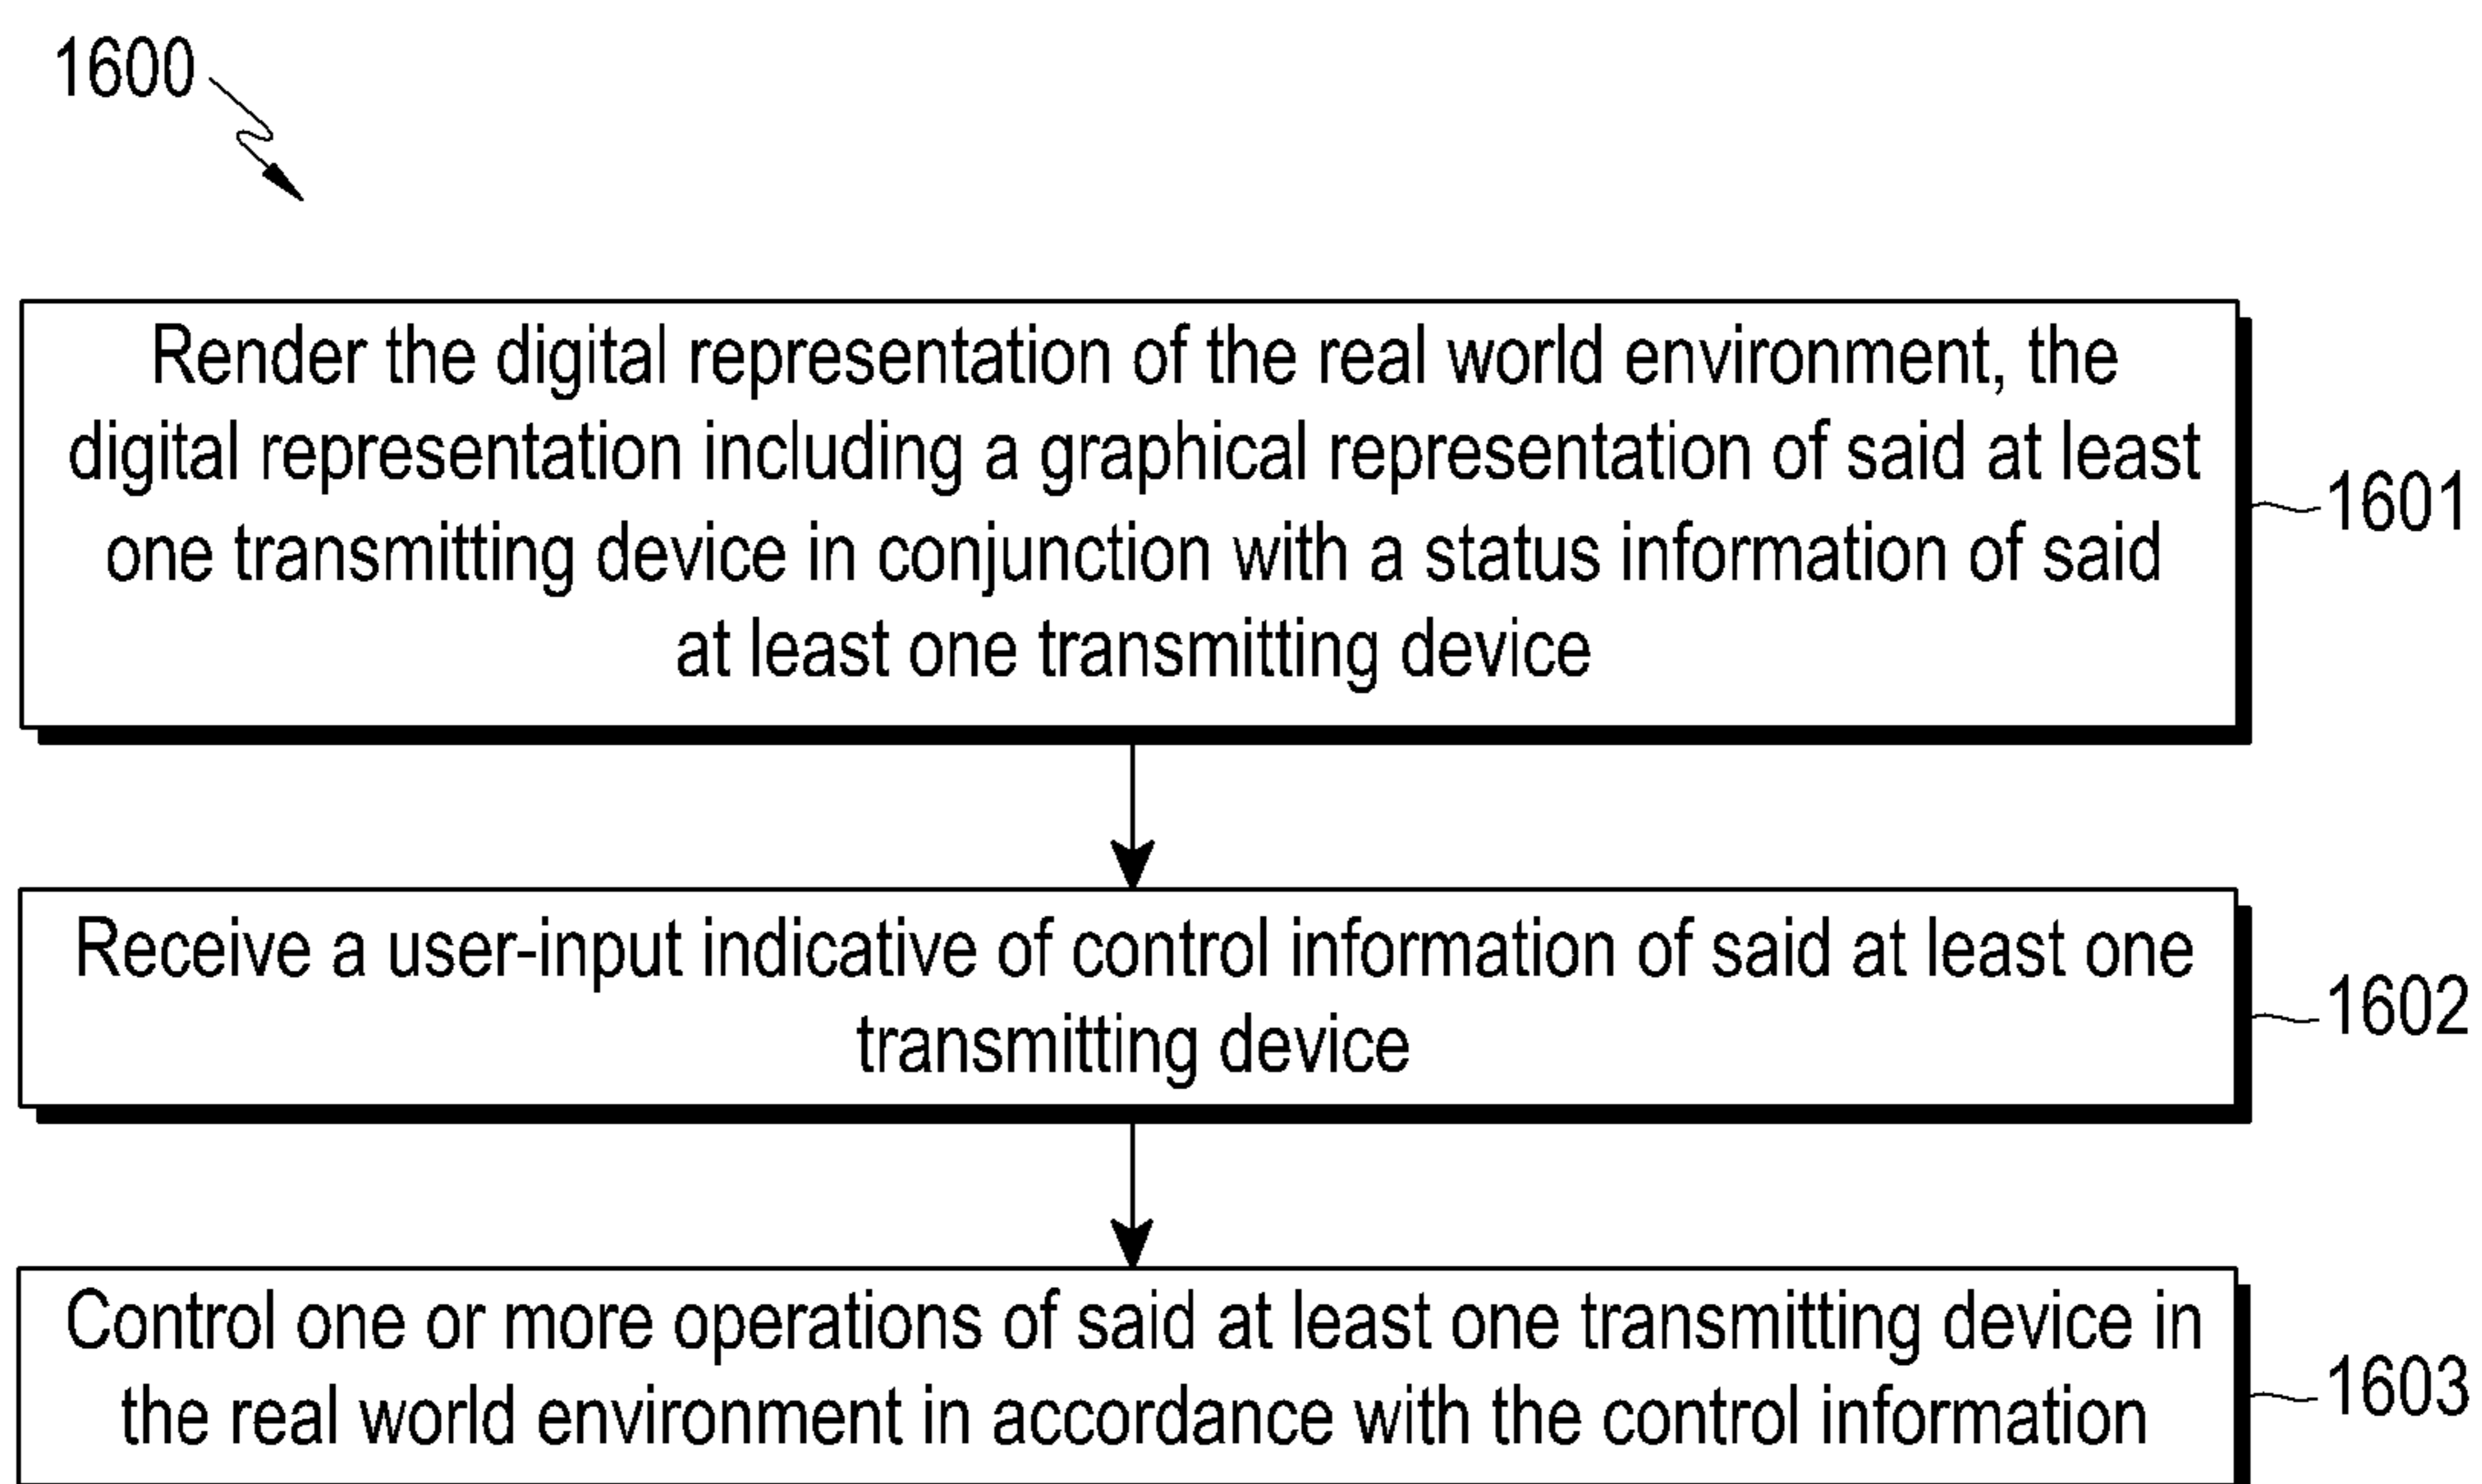 1600
Render the digital representation of the real world environment, the
digital representation including a graphical representation of said at least
one transmitting device in conjunction with a status information of said
at least one transmitting device
1601
Receive a user-input indicative of control information of said at least one
transmitting device
1602
Control one or more operations of said at least one transmitting device in
the real world environment in accordance with the control information
1603